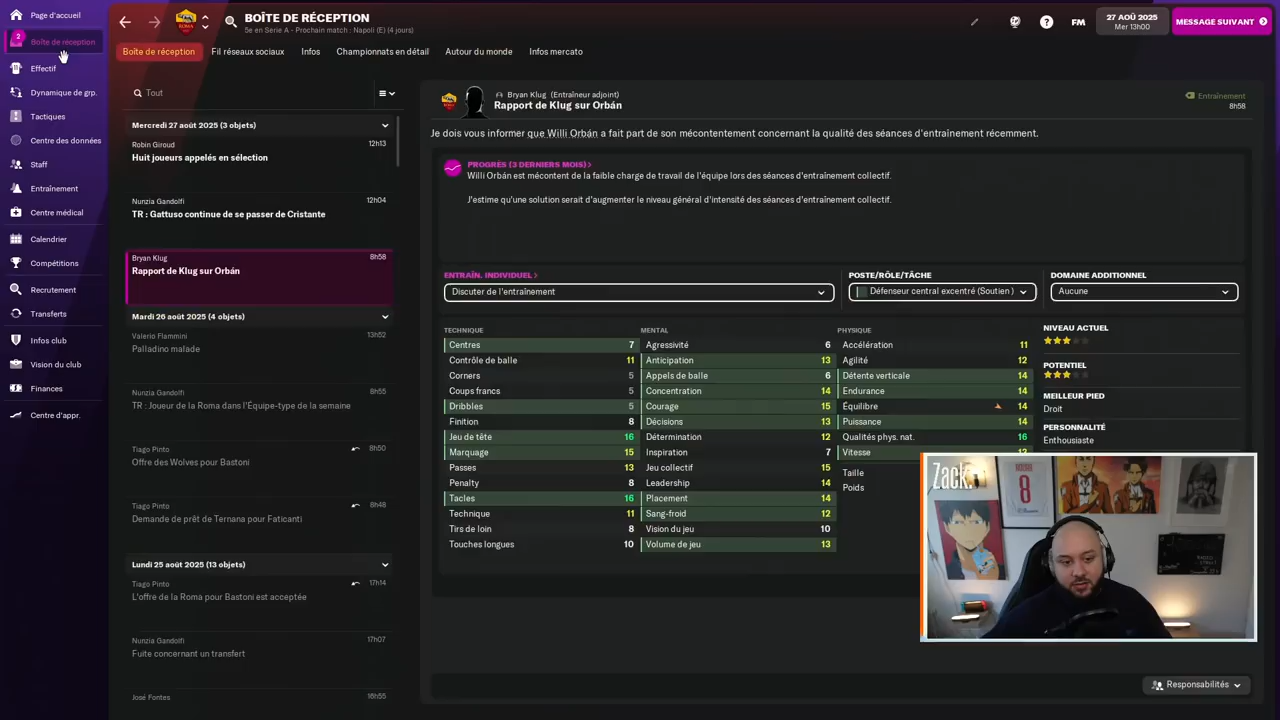 Page d'accueil
2
Boîte de réception
Effectif
Dynamique de grp.
Tactiques
Centre des données
Staff
Entraînement
Centre médical
Calendrier
Compétitions
Recrutement
Transferts
Infos club
Vision du club
Finances
Centre d'appr.
BOÎTE DE RÉCEPTION
5e en Serie A - Prochain match : Napoli (E) (4 jours)
FM
27 AOÛ 2025
Mer 13h00
MESSAGE SUIVANT
Boîte de réception
Fil réseaux sociaux
Infos
Championnats en détail
Autour du monde
Infos mercato
Tout
Mercredi 27 août 2025 (3 objets)
Robin Giroud 12h13
Huit joueurs appelés en sélection
Nunzia Gandolfi 12h04
TR : Gattuso continue de se passer de Cristante
Bryan Klug 8h58
Rapport de Klug sur Orbán
Mardi 26 août 2025 (4 objets)
Valerio Flammini 13h52
Palladino malade
Nunzia Gandolfi 8h55
TR : Joueur de la Roma dans l'Équipe-type de la semaine
Tiago Pinto 8h50
Offre des Wolves pour Bastoni
Tiago Pinto 8h48
Demande de prêt de Ternana pour Faticanti
Lundi 25 août 2025 (13 objets)
Tiago Pinto 17h14
L'offre de la Roma pour Bastoni est acceptée
Nunzia Gandolfi 17h07
Fuite concernant un transfert
José Fontes 16h55
Bryan Klug (Entraîneur adjoint)
Rapport de Klug sur Orbán
Entraînement
8h58
Je dois vous informer que Willi Orbán a fait part de son mécontentement concernant la qualité des séances d'entraînement récemment.
PROGRÈS (3 DERNIERS MOIS) >
Willi Orbán est mécontent de la faible charge de travail de l'équipe lors des séances d'entraînement collectif.
J'estime qu'une solution serait d'augmenter le niveau général d'intensité des séances d'entraînement collectif.
ENTRAÎN. INDIVIDUEL >
Discuter de l'entraînement
POSTE/RÔLE/TÂCHE
Défenseur central excentré (Soutien )
DOMAINE ADDITIONNEL
Aucune
TECHNIQUE
Centres 7
Contrôle de balle 11
Corners 5
Coups francs 5
Dribbles 5
Finition 8
Jeu de tête 16
Marquage 15
Passes 13
Penalty 8
Tacles 16
Technique 11
Tirs de loin 8
Touches longues 10
MENTAL
Agressivité 6
Anticipation 13
Appels de balle 6
Concentration 14
Courage 15
Décisions 13
Détermination 12
Inspiration 7
Jeu collectif 15
Leadership 14
Placement 14
Sang-froid 12
Vision du jeu 10
Volume de jeu 13
PHYSIQUE
Accélération 11
Agilité 12
Détente verticale 14
Endurance 14
Équilibre 14
Puissance 14
Qualités phys. nat. 16
Vitesse
Taille
Poids
NIVEAU ACTUEL
POTENTIEL
MEILLEUR PIED
Droit
PERSONNALITÉ
Enthousiaste
Zack
8
Responsabilités